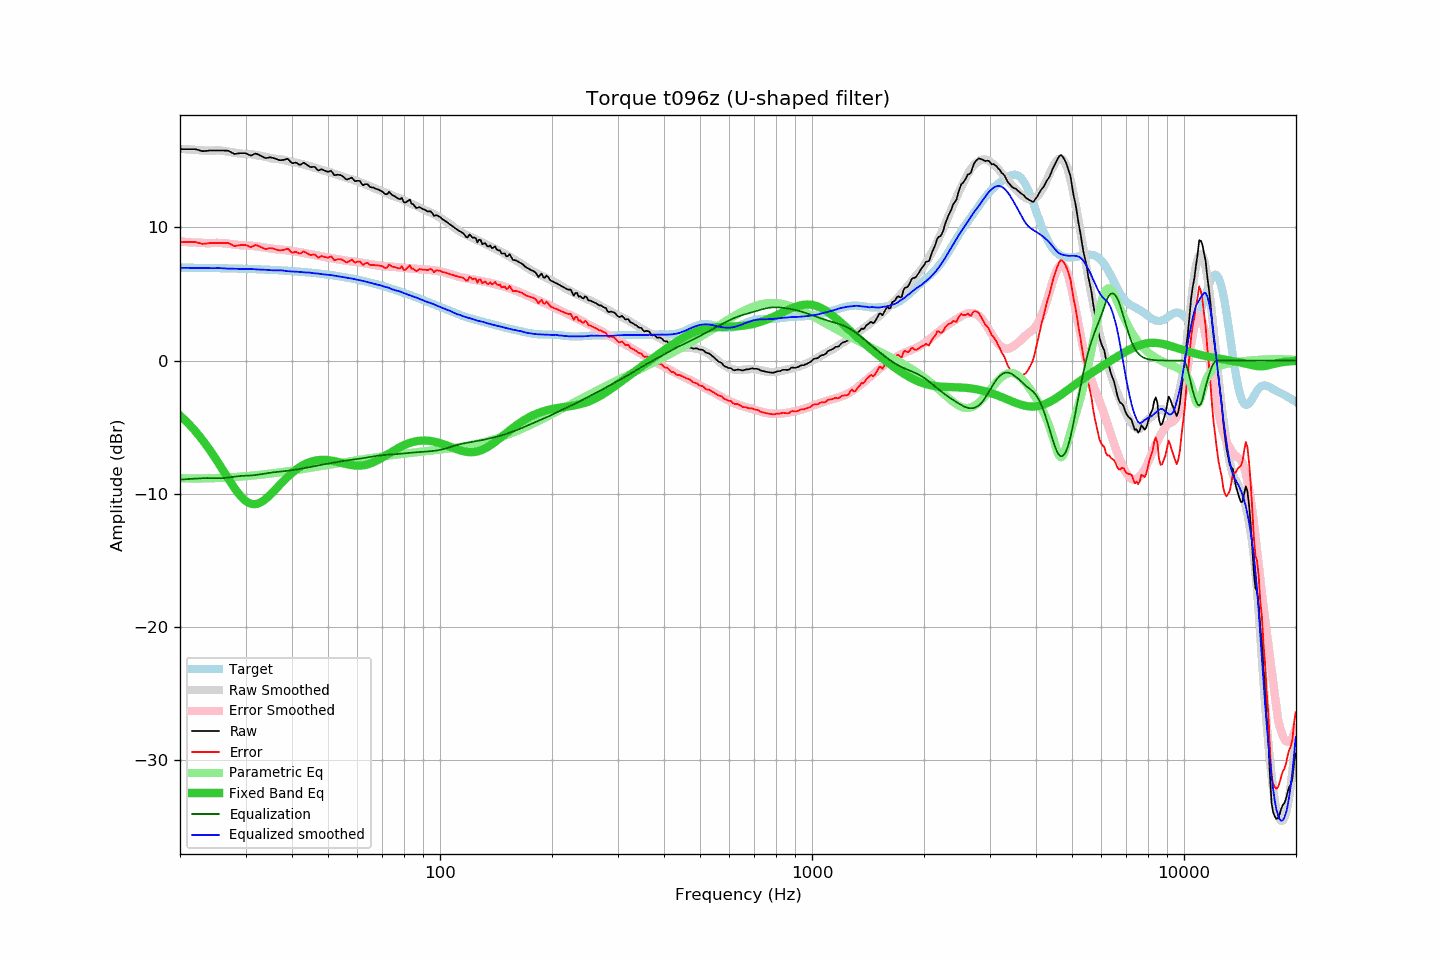 Torque t096z (U-shaped filter)
Amplitude (dBr)
10
0
−10
−20
−30
Target
Raw Smoothed
Error Smoothed
Raw
Error
Parametric Eq
Fixed Band Eq
Equalization
Equalized smoothed
100
1000
10000
Frequency (Hz)